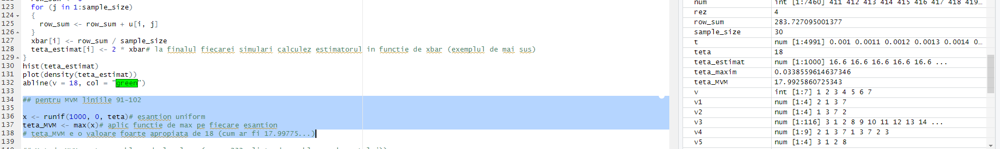 123 for (j in 1:sample_size)
124 {
125 row_sum <- row_sum + u[i, j]
126 }
127 xbar[i] <- row_sum / sample_size
128 teta_estimat[i] <- 2 * xbar# la finalul fiecarei simulari calculez estimatorul in functie de xbar (exemplul de mai sus)
129 }
130 hist(teta_estimat)
131 plot(density(teta_estimat))
132 abline(v = 18, col = "green")
133
134 ## pentru MVM liniile 91-102
135
136 x <- runif(1000, 0, teta)# esantion uniform
137 teta_MVM <- max(x)# aplic functie de max pe fiecare esantion
138 # teta_MVM e o valoare foarte apropiata de 18 (cum ar fi 17.99775...)
139
num int [1:7460] 411 412 413 414 415 416 417 418 419…
rez 4
row_sum 283.727095001377
sample_size 30
t num [1:4991] 0.001 0.0011 0.0012 0.0013 0.0014 0…
teta 18
teta_estimat num [1:1000] 16.6 16.6 16.6 16.6 16.6 ...
teta_maxim 0.0338559614637346
teta_MVM 17.9925860725343
v int [1:7] 1 2 3 4 5 6 7
v1 num [1:4] 2 1 3 7
v2 num [1:4] 1 3 7 2
v3 num [1:116] 3 1 2 8 9 10 11 12 13 14 ...
v4 num [1:9] 2 1 3 7 1 3 7 2 3
v5 num [1:4] 3 1 2 8